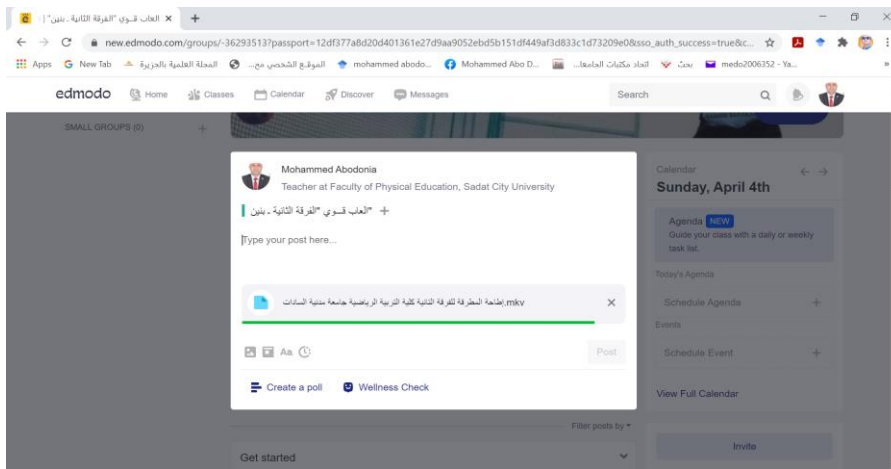 العاب قــوي "الفرقة الثانية ـ بنين" |
new.edmodo.com/groups/-36293513?passport=12df377a8d20d401361e27d9aa9052ebd5b151df449af3d833c1d73209e0&sso_auth_success=true&c...
Apps New Tab المجلة العلمية بالجزيرة الموقع الشخصي مح... mohammed abodo... Mohammed Abo D... اتحاد مكتبات الجامعا... بحث medo2006352 - Ya... »
edmodo Home Classes Calendar Discover Messages Search
SMALL GROUPS (0) +
Mohammed Abodonia
Teacher at Faculty of Physical Education, Sadat City University
العاب قــوي "الفرقة الثانية ـ بنين" +
Type your post here...
إطاحة المطرقة للفرقة الثانية كلية التربية الرياضية جامعة مدينة السادات.mkv
Aa Post
Create a poll Wellness Check
Calendar
Sunday, April 4th
Agenda NEW
Guide your class with a daily or weekly
task list.
Today's Agenda
Schedule Agenda +
Events
Schedule Event +
View Full Calendar
Filter posts by
Get started
Invite